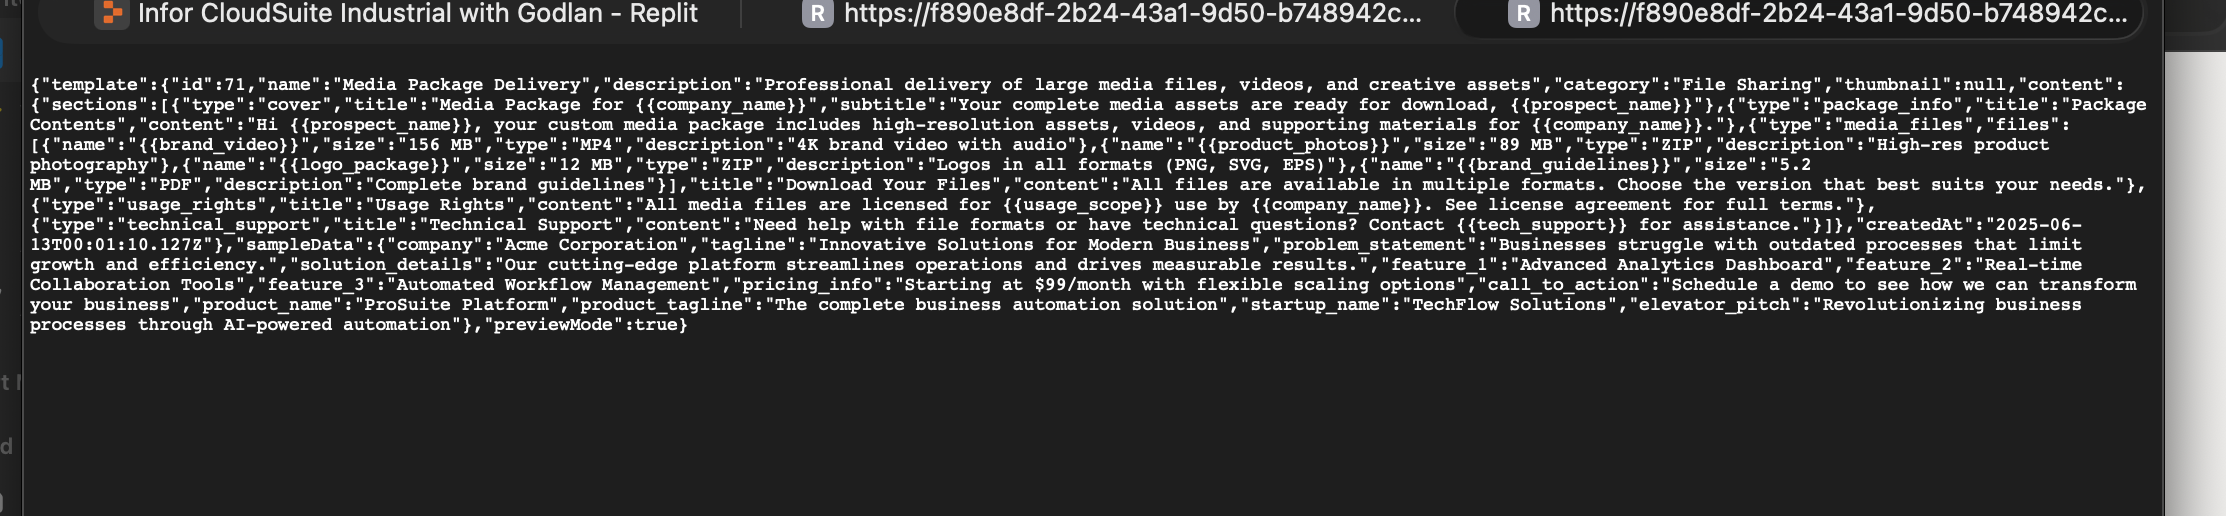 Infor CloudSuite Industrial with Godlan - Replit
R https://f890e8df-2b24-43a1-9d50-b748942c...
R https://f890e8df-2b24-43a1-9d50-b748942c...
{"template":{"id":71,"name":"Media Package Delivery","description":"Professional delivery of large media files, videos, and creative assets","category":"File Sharing","thumbnail":null,"content":
{"sections":[{"type":"cover","title":"Media Package for {{company_name}}","subtitle":"Your complete media assets are ready for download, {{prospect_name}}"},{"type":"package_info","title":"Package
Contents","content":"Hi {{prospect_name}}, your custom media package includes high-resolution assets, videos, and supporting materials for {{company_name}}."},{"type":"media_files","files":
[{"name":"{{brand_video}}","size":"156 MB","type":"MP4","description":"4K brand video with audio"},{"name":"{{product_photos}}","size":"89 MB","type":"ZIP","description":"High-res product
photography"},{"name":"{{logo_package}}","size":"12 MB","type":"ZIP","description":"Logos in all formats (PNG, SVG, EPS)"},{"name":"{{brand_guidelines}}","size":"5.2
MB","type":"PDF","description":"Complete brand guidelines"}],"title":"Download Your Files","content":"All files are available in multiple formats. Choose the version that best suits your needs."},
{"type":"usage_rights","title":"Usage Rights","content":"All media files are licensed for {{usage_scope}} use by {{company_name}}. See license agreement for full terms."},
{"type":"technical_support","title":"Technical Support","content":"Need help with file formats or have technical questions? Contact {{tech_support}} for assistance."}]},"createdAt":"2025-06-
13T00:01:10.127Z"},"sampleData":{"company":"Acme Corporation","tagline":"Innovative Solutions for Modern Business","problem_statement":"Businesses struggle with outdated processes that limit
growth and efficiency.","solution_details":"Our cutting-edge platform streamlines operations and drives measurable results.","feature_1":"Advanced Analytics Dashboard","feature_2":"Real-time
Collaboration Tools","feature_3":"Automated Workflow Management","pricing_info":"Starting at $99/month with flexible scaling options","call_to_action":"Schedule a demo to see how we can transform
your business","product_name":"ProSuite Platform","product_tagline":"The complete business automation solution","startup_name":"TechFlow Solutions","elevator_pitch":"Revolutionizing business
processes through AI-powered automation"},"previewMode":true}